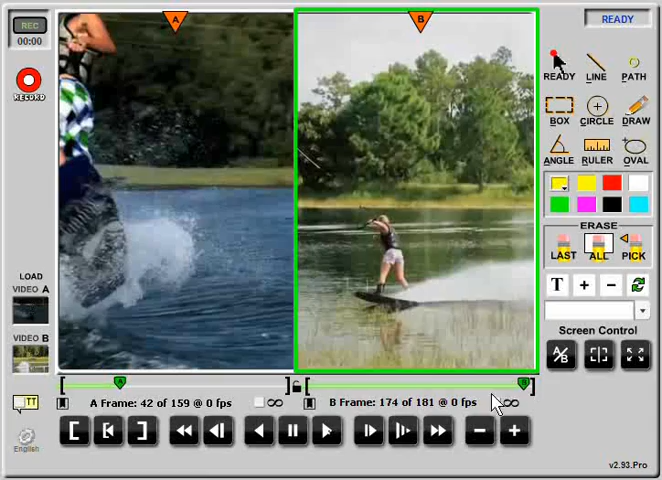 REC
00:00
RECORD
LOAD
VIDEO A
VIDEO B
TT
English
A
B
READY
READY
LINE
PATH
BOX
CIRCLE
DRAW
ANGLE
RULER
OVAL
ERASE
LAST
ALL
PICK
T
Screen Control
A/B
A Frame: 42 of 159 @ 0 fps
B Frame: 174 of 181 @ 0 fps
v2.93.Pro